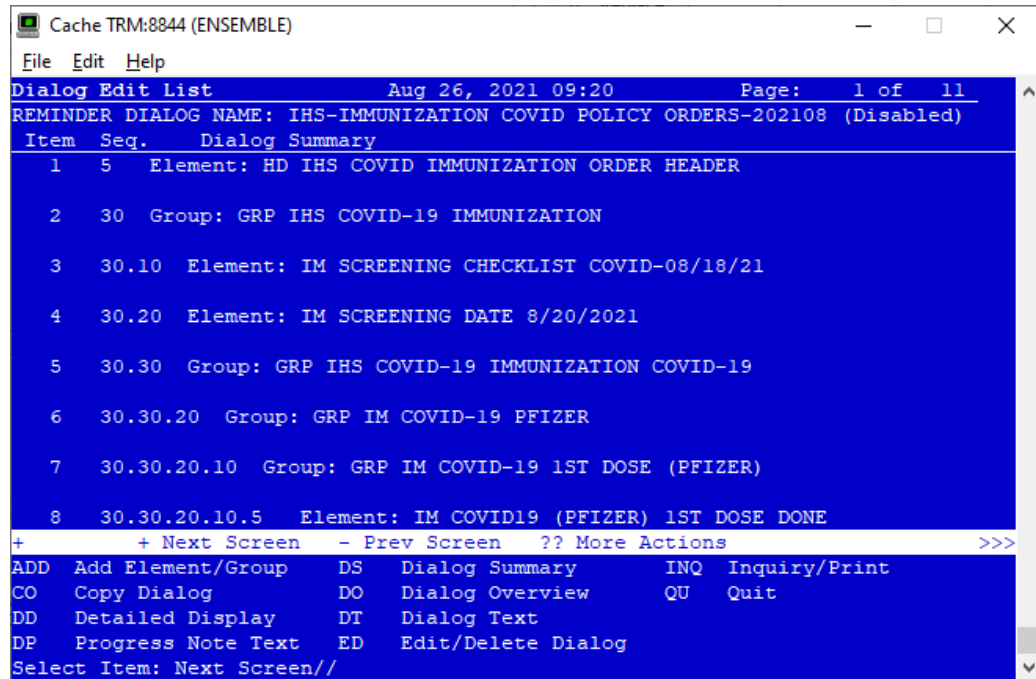 Cache TRM:8844 (ENSEMBLE)
File Edit Help
Dialog Edit List Aug 26, 2021 09:20 Page: 1 of 11
REMINDER DIALOG NAME: IHS-IMMUNIZATION COVID POLICY ORDERS-202108 (Disabled)
Item Seq. Dialog Summary
1 5 Element: HD IHS COVID IMMUNIZATION ORDER HEADER
2 30 Group: GRP IHS COVID-19 IMMUNIZATION
3 30.10 Element: IM SCREENING CHECKLIST COVID-08/18/21
4 30.20 Element: IM SCREENING DATE 8/20/2021
5 30.30 Group: GRP IHS COVID-19 IMMUNIZATION COVID-19
6 30.30.20 Group: GRP IM COVID-19 PFIZER
7 30.30.20.10 Group: GRP IM COVID-19 1ST DOSE (PFIZER)
8 30.30.20.10.5 Element: IM COVID19 (PFIZER) 1ST DOSE DONE
+ + Next Screen - Prev Screen ?? More Actions >>>
ADD Add Element/Group DS Dialog Summary INQ Inquiry/Print
CO Copy Dialog DO Dialog Overview QU Quit
DD Detailed Display DT Dialog Text
DP Progress Note Text ED Edit/Delete Dialog
Select Item: Next Screen//